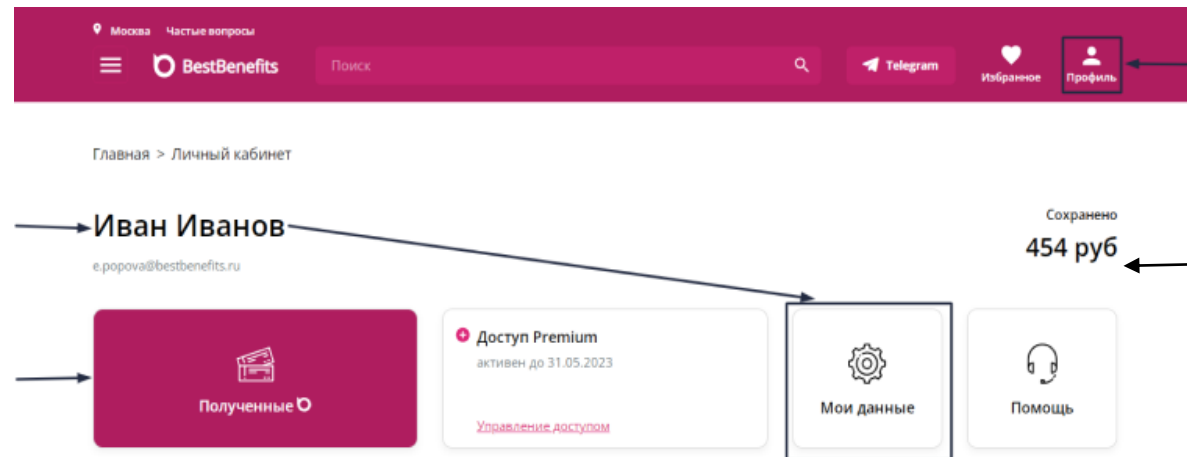 Москва Частые вопросы
BestBenefits Поиск Telegram Избранное Профиль
Главная > Личный кабинет
Иван Иванов
e.popova@bestbenefits.ru
Сохранено
454 руб
Полученные
Доступ Premium
активен до 31.05.2023
Управление доступом
Мои данные
Помощь